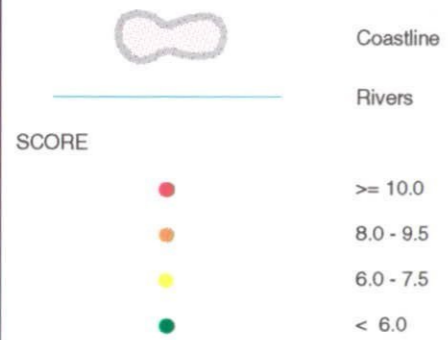 Coastline
Rivers
SCORE
>= 10.0
8.0 - 9.5
6.0 - 7.5
< 6.0